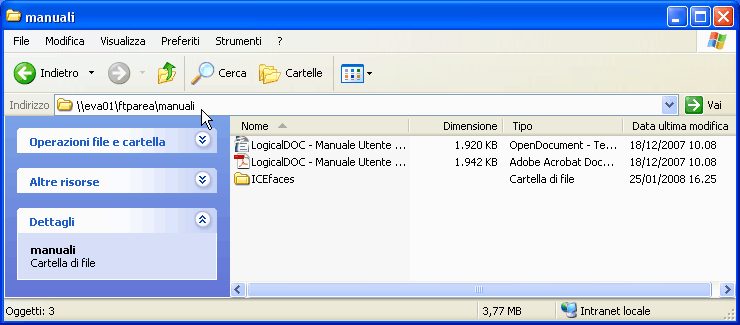 manuali
File Modifica Visualizza Preferiti Strumenti ?
Indietro Cerca Cartelle
Indirizzo \\eva01\ftparea\manuali Vai
Operazioni file e cartella
Altre risorse
Dettagli
manuali
Cartella di file
Nome Dimensione Tipo Data ultima modifica
LogicalDOC - Manuale Utente ... 1.920 KB OpenDocument - Te... 18/12/2007 10.08
LogicalDOC - Manuale Utente ... 1.942 KB Adobe Acrobat Doc... 18/12/2007 10.08
ICEfaces Cartella di file 25/01/2008 16.25
Oggetti: 3 3,77 MB Intranet locale